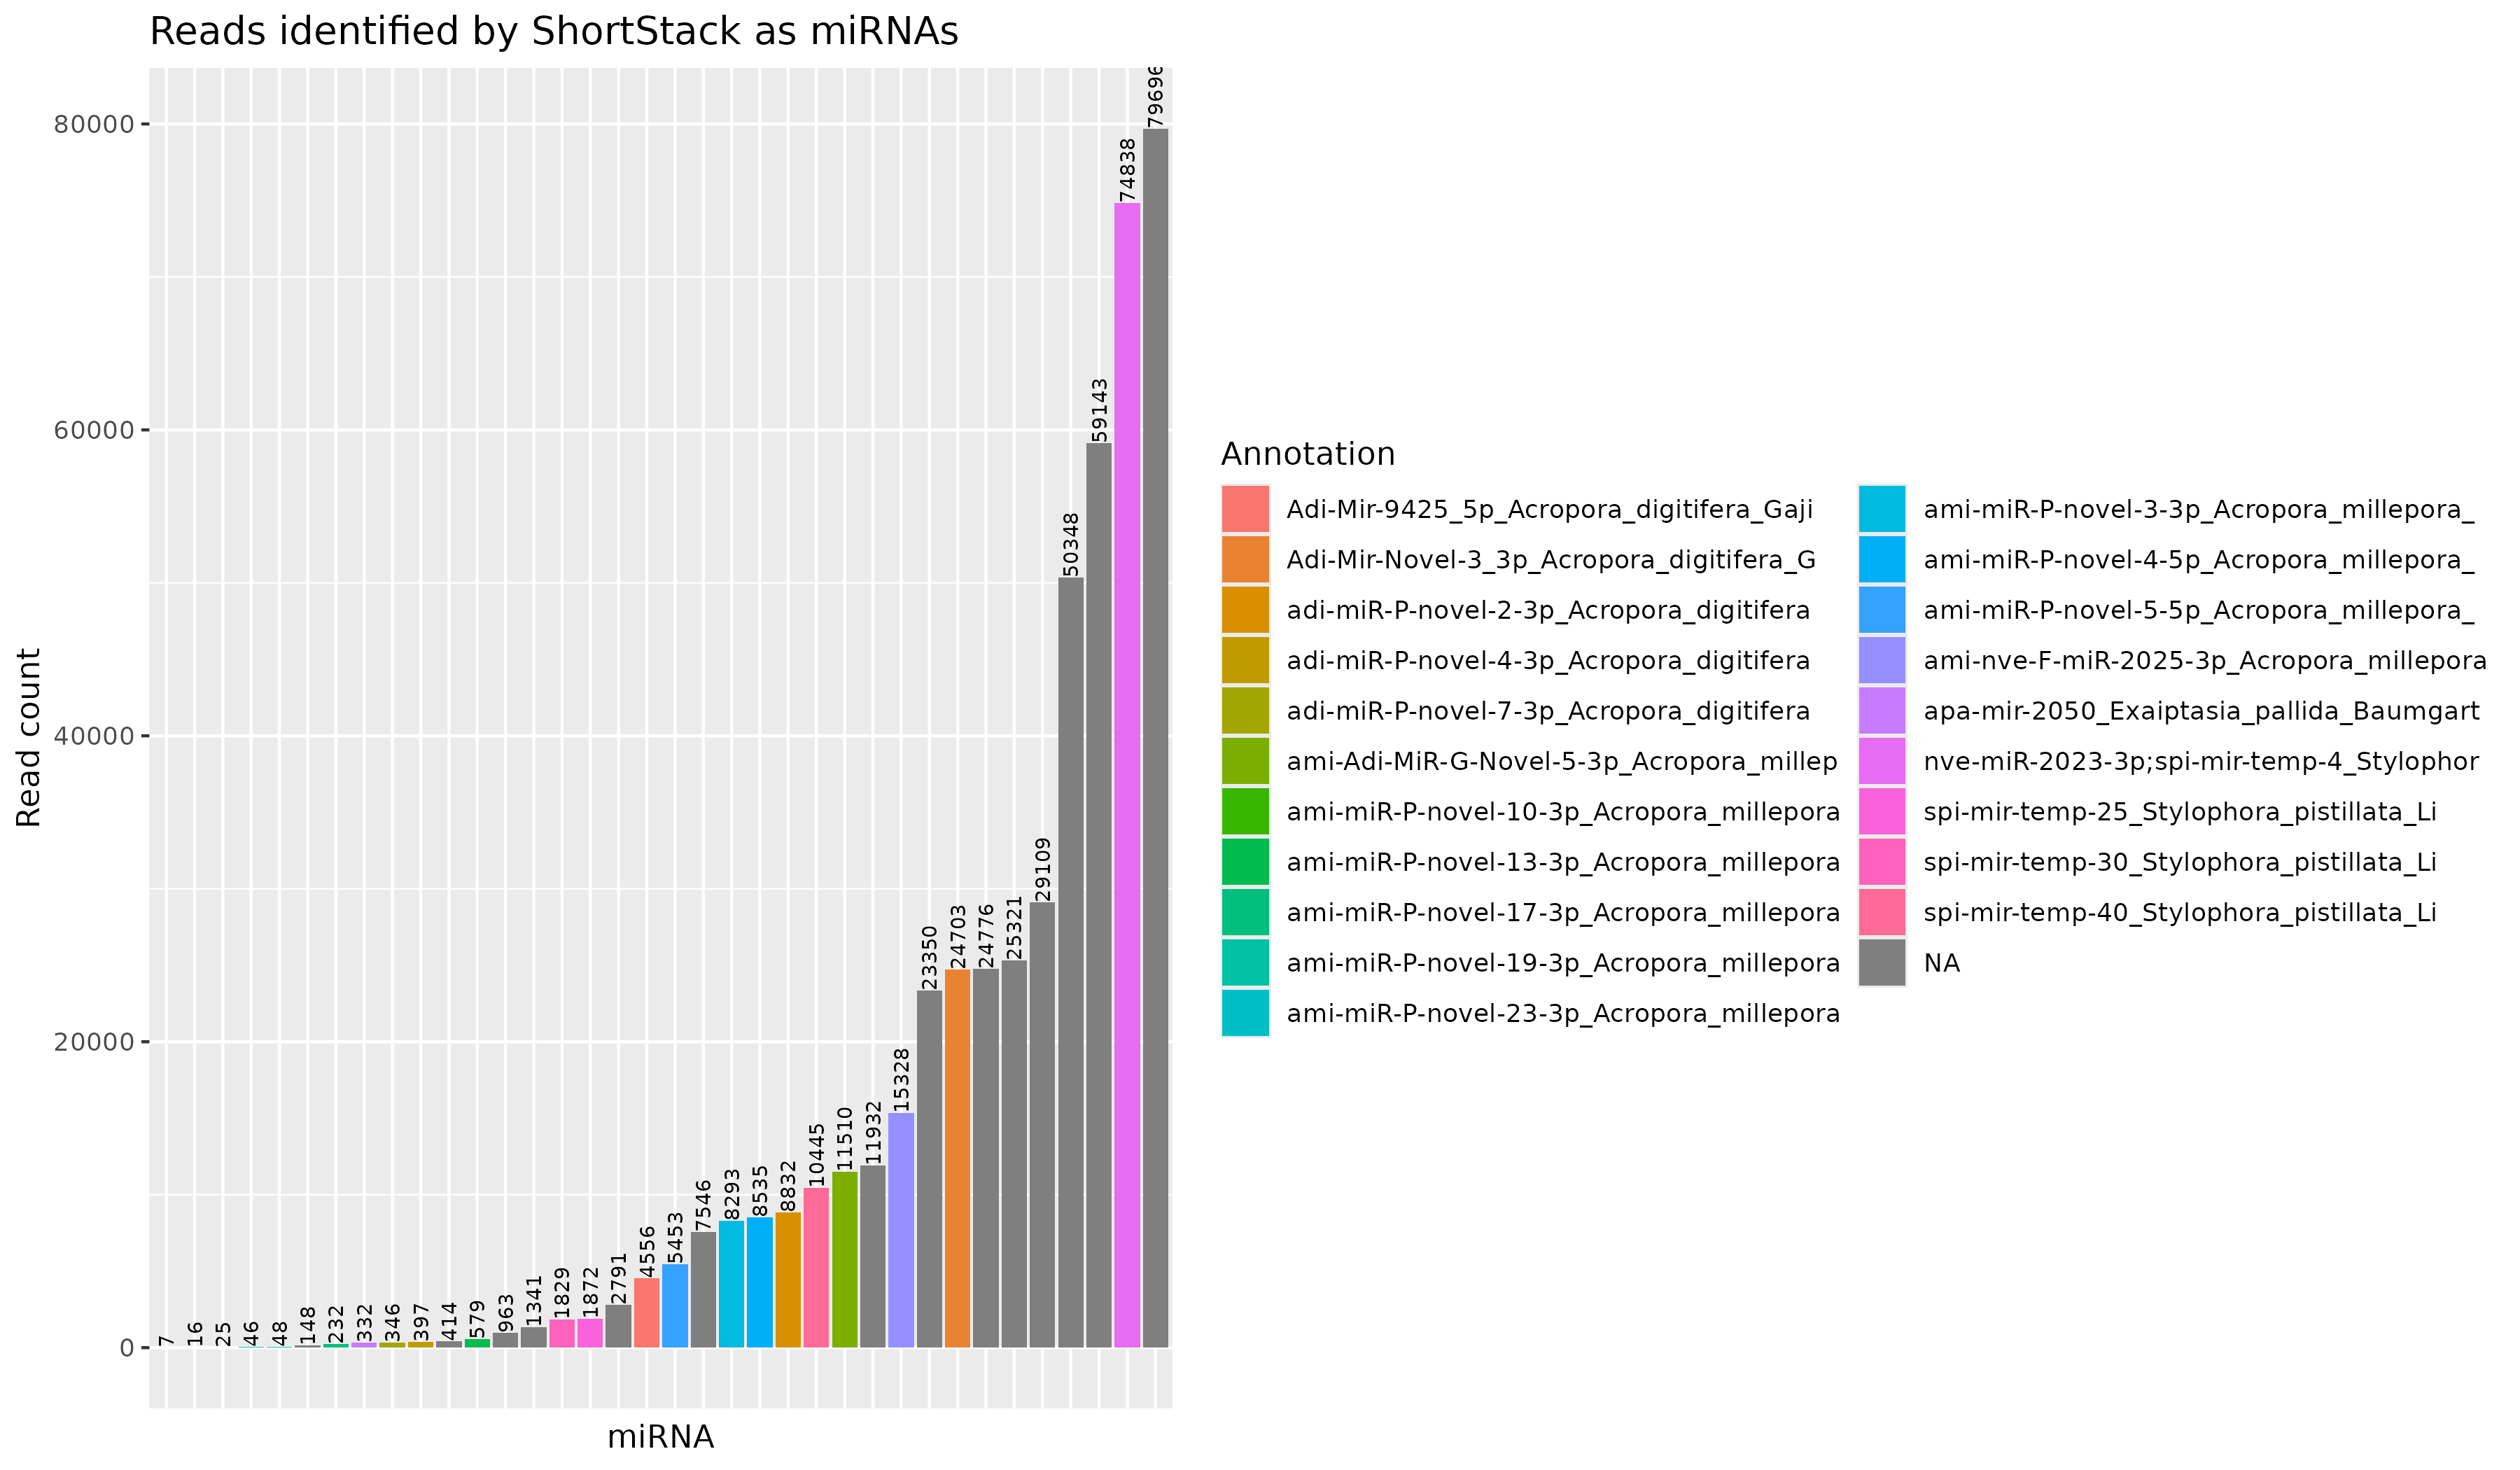 Reads identified by ShortStack as miRNAs
Read count
80000
60000
40000
20000
0
7
16
25
46
48
148
232
332
346
397
414
579
963
1341
1829
1872
2791
4556
5453
7546
8293
8535
8832
10445
11510
11932
15328
23350
24703
24776
25321
29109
50348
59143
74838
79696
miRNA
Annotation
Adi-Mir-9425_5p_Acropora_digitifera_Gaji
Adi-Mir-Novel-3_3p_Acropora_digitifera_G
adi-miR-P-novel-2-3p_Acropora_digitifera
adi-miR-P-novel-4-3p_Acropora_digitifera
adi-miR-P-novel-7-3p_Acropora_digitifera
ami-Adi-MiR-G-Novel-5-3p_Acropora_millep
ami-miR-P-novel-10-3p_Acropora_millepora
ami-miR-P-novel-13-3p_Acropora_millepora
ami-miR-P-novel-17-3p_Acropora_millepora
ami-miR-P-novel-19-3p_Acropora_millepora
ami-miR-P-novel-23-3p_Acropora_millepora
ami-miR-P-novel-3-3p_Acropora_millepora_
ami-miR-P-novel-4-5p_Acropora_millepora_
ami-miR-P-novel-5-5p_Acropora_millepora_
ami-nve-F-miR-2025-3p_Acropora_millepora
apa-mir-2050_Exaiptasia_pallida_Baumgart
nve-miR-2023-3p;spi-mir-temp-4_Stylophor
spi-mir-temp-25_Stylophora_pistillata_Li
spi-mir-temp-30_Stylophora_pistillata_Li
spi-mir-temp-40_Stylophora_pistillata_Li
NA